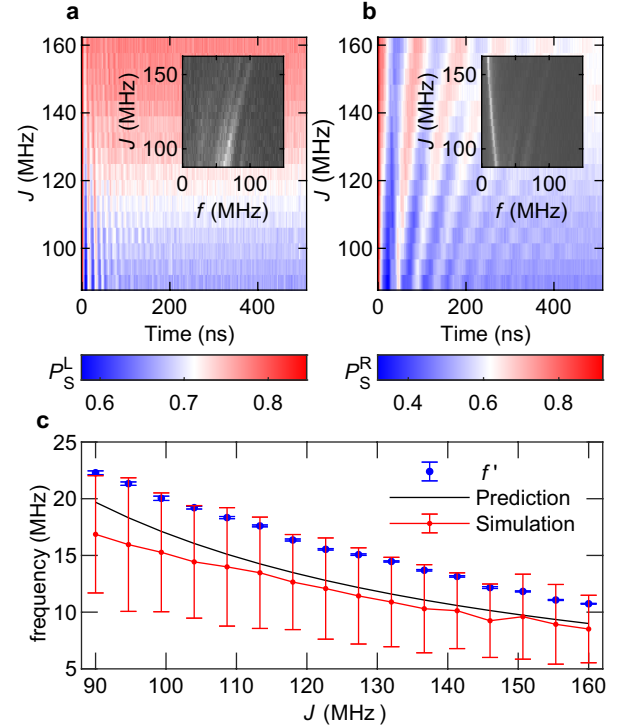 a
b
160
140
120
100
J (MHz)
150
100
J (MHz)
0
100
f (MHz)
0
200
400
Time (ns)
160
140
120
100
J (MHz)
150
100
J (MHz)
0
100
f (MHz)
0
200
400
Time (ns)
P_S^L
0.6
0.7
0.8
P_S^R
0.4
0.6
0.8
c
25
20
15
10
5
frequency (MHz)
f '
Prediction
Simulation
90
100
110
120
130
140
150
160
J (MHz)